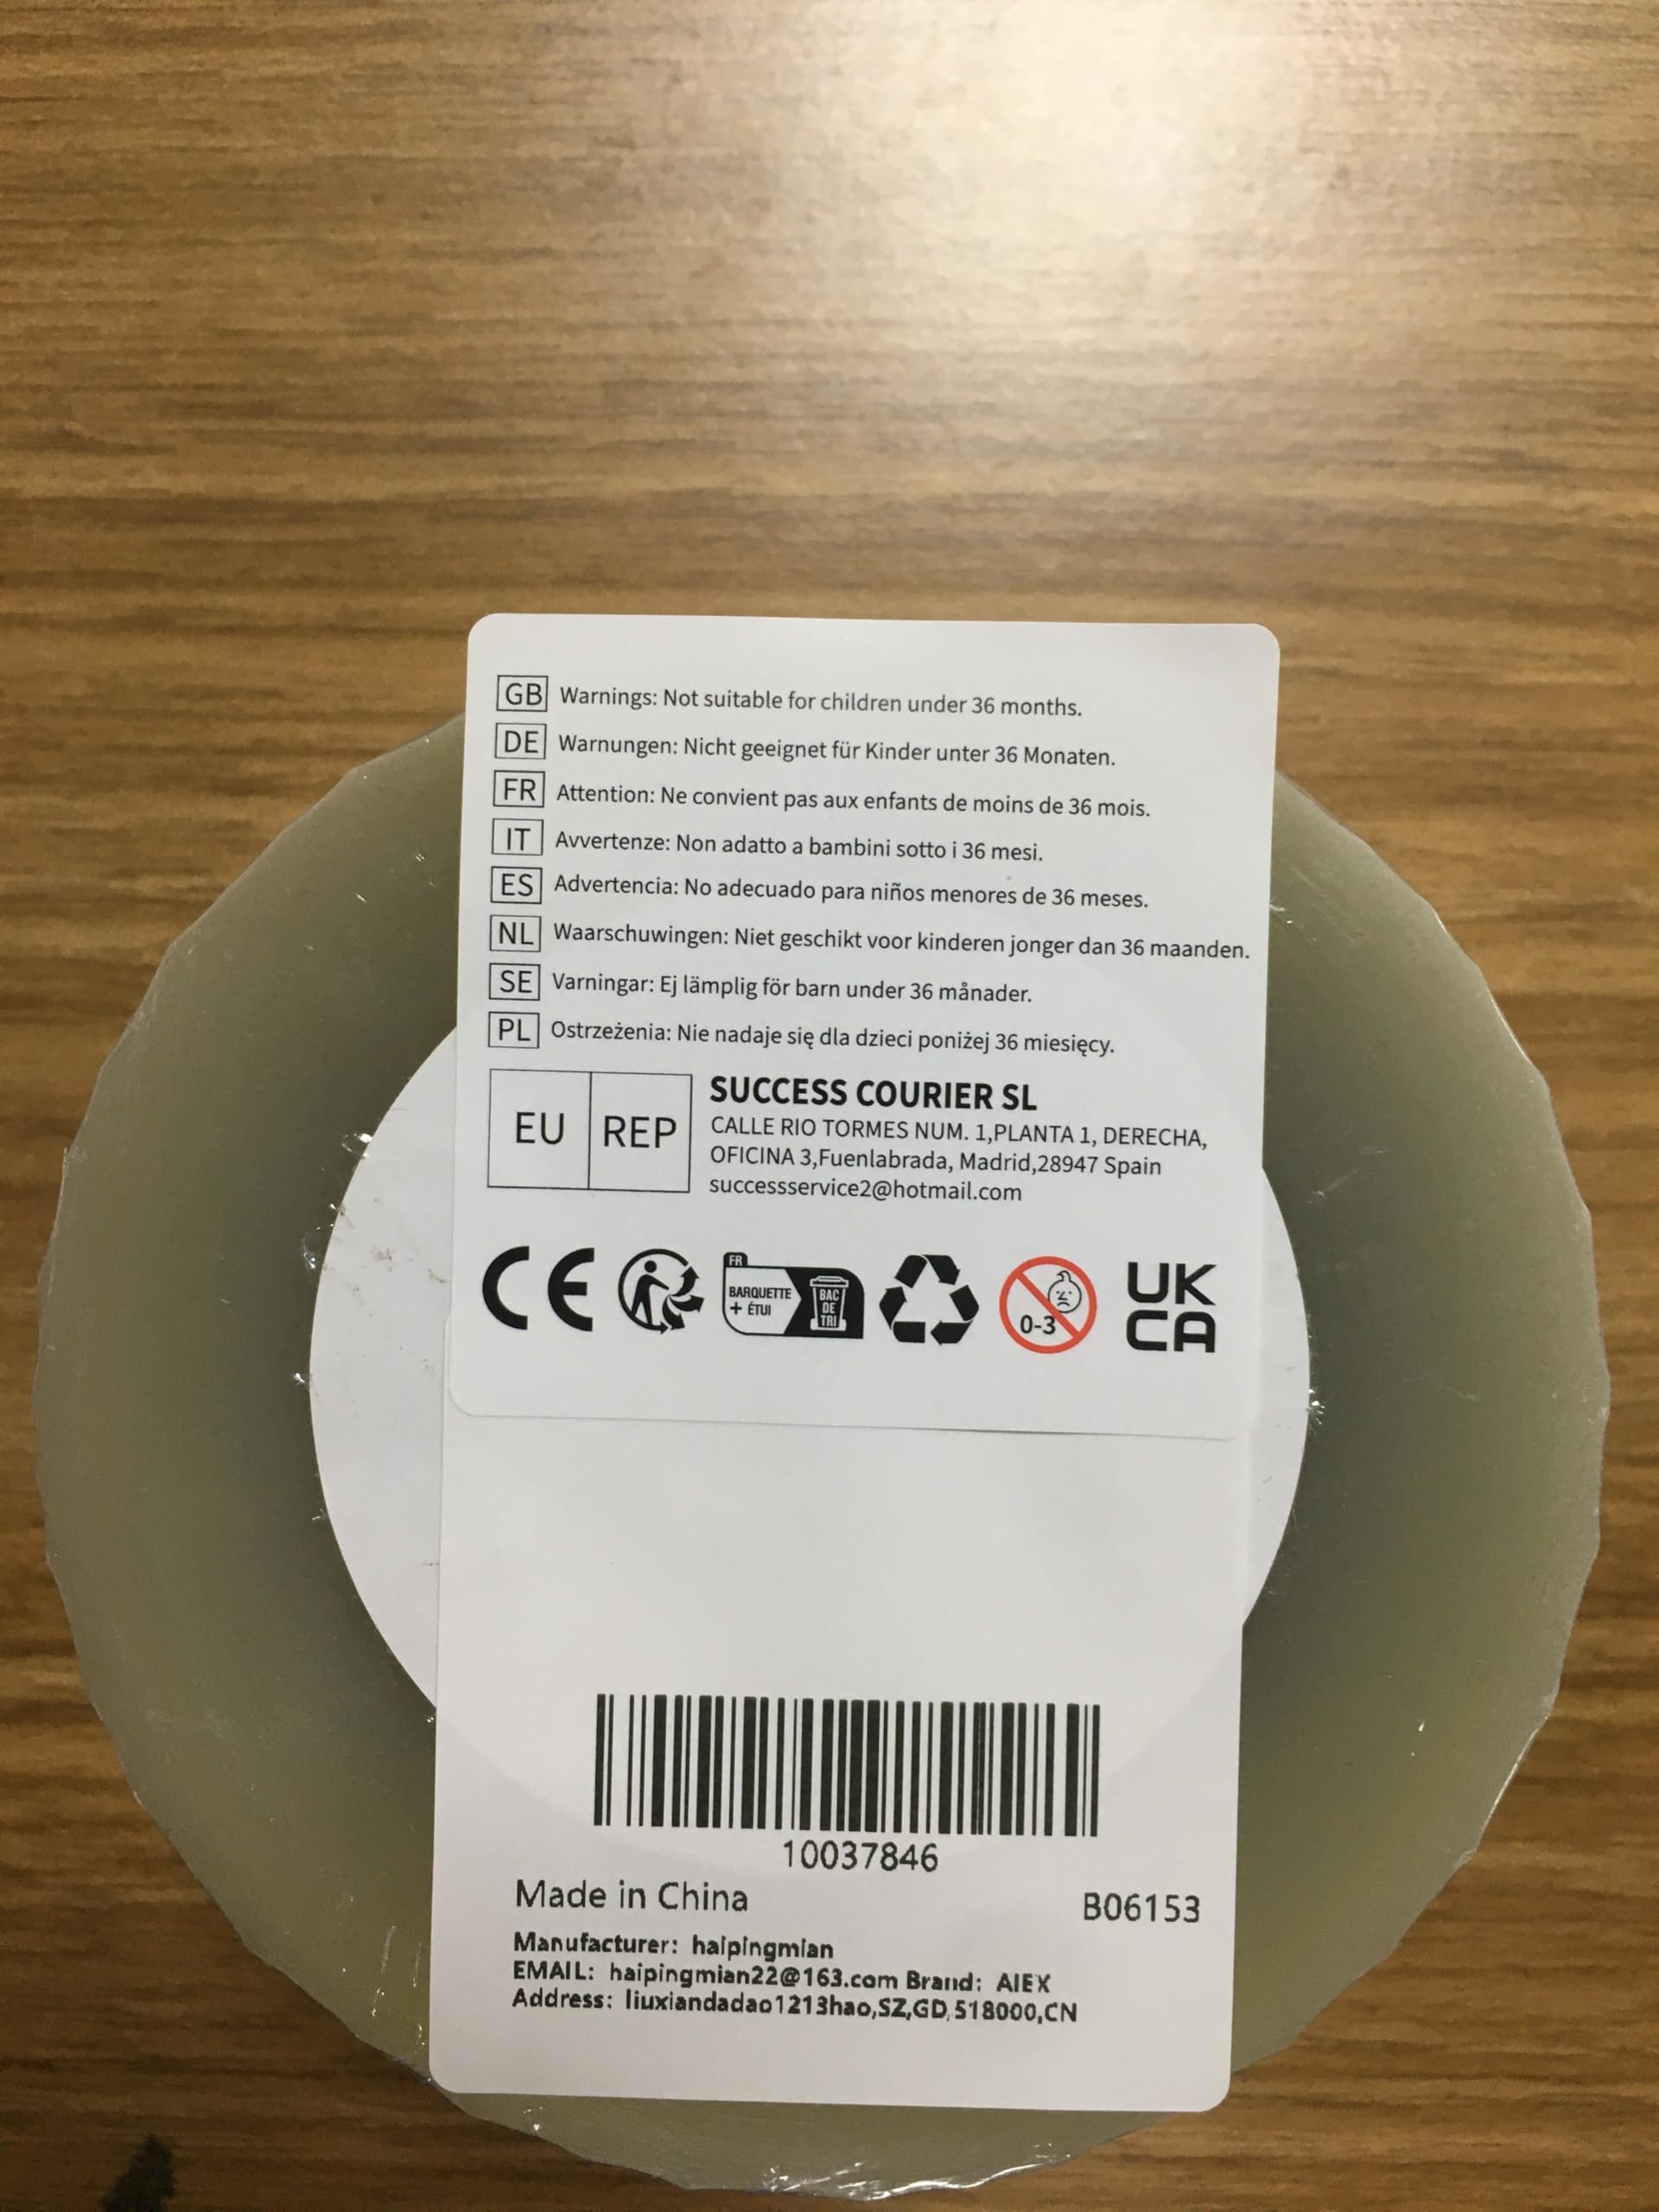 GB Warnings: Not suitable for children under 36 months.
DE Warnungen: Nicht geeignet für Kinder unter 36 Monaten.
FR Attention: Ne convient pas aux enfants de moins de 36 mois.
IT Avvertenze: Non adatto a bambini sotto i 36 mesi.
ES Advertencia: No adecuado para niños menores de 36 meses.
NL Waarschuwingen: Niet geschikt voor kinderen jonger dan 36 maanden.
SE Varningar: Ej lämplig för barn under 36 månader.
PL Ostrzeżenia: Nie nadaje się dla dzieci poniżej 36 miesięcy.
EU REP
SUCCESS COURIER SL
CALLE RIO TORMES NUM. 1,PLANTA 1, DERECHA,
OFICINA 3,Fuenlabrada, Madrid,28947 Spain
successservice2@hotmail.com
CE
FR
BARQUETTE
+ ÉTUI
BAC
DE
TRI
0-3
UK
CA
10037846
Made in China B06153
Manufacturer: haipingmian
EMAIL: haipingmian22@163.com Brand: AIEX
Address: liuxiandadao1213hao,SZ,GD,518000,CN